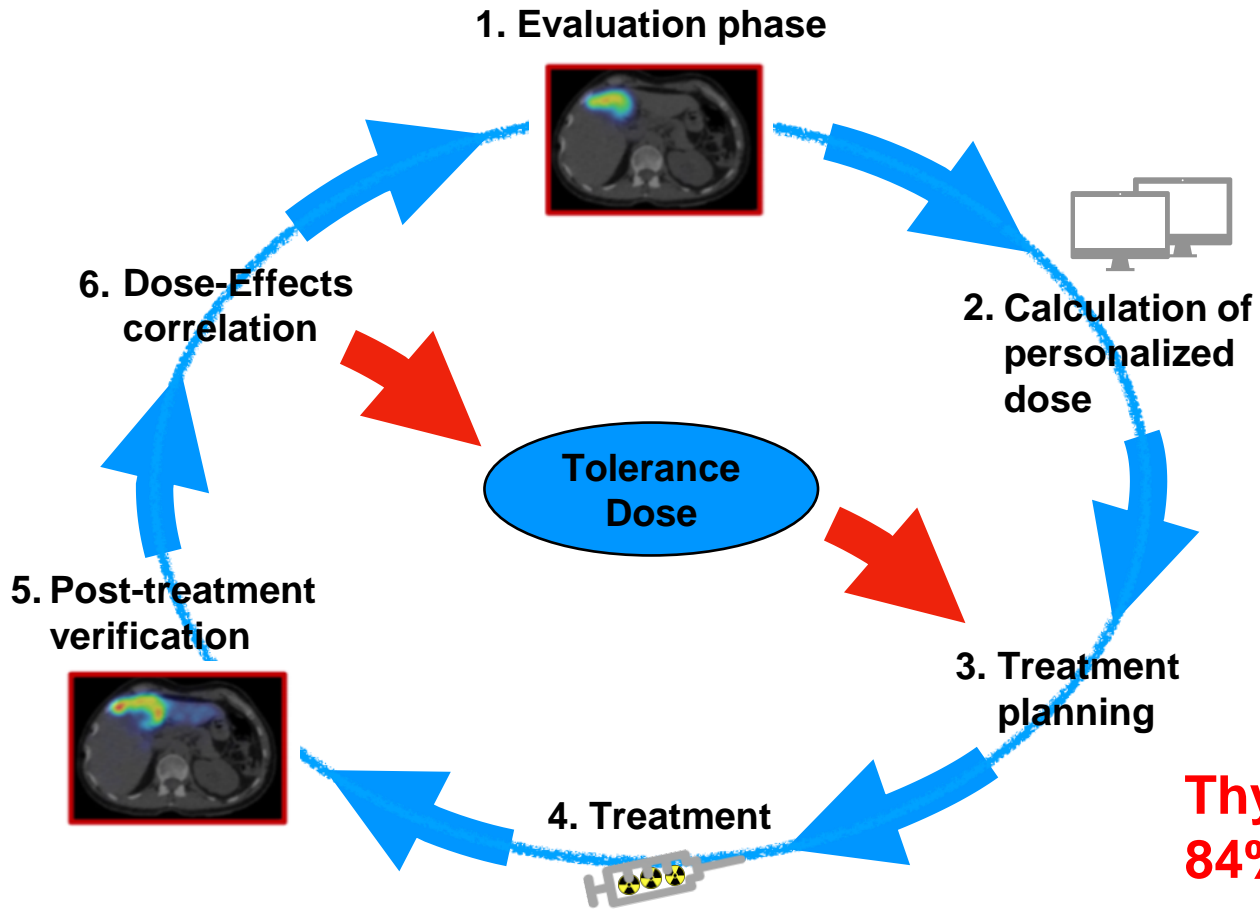 1. Evaluation phase
2. Calculation of
personalized
dose
3. Treatment
planning
4. Treatment
5. Post-treatment
verification
6. Dose-Effects
correlation
Tolerance
Dose
84%